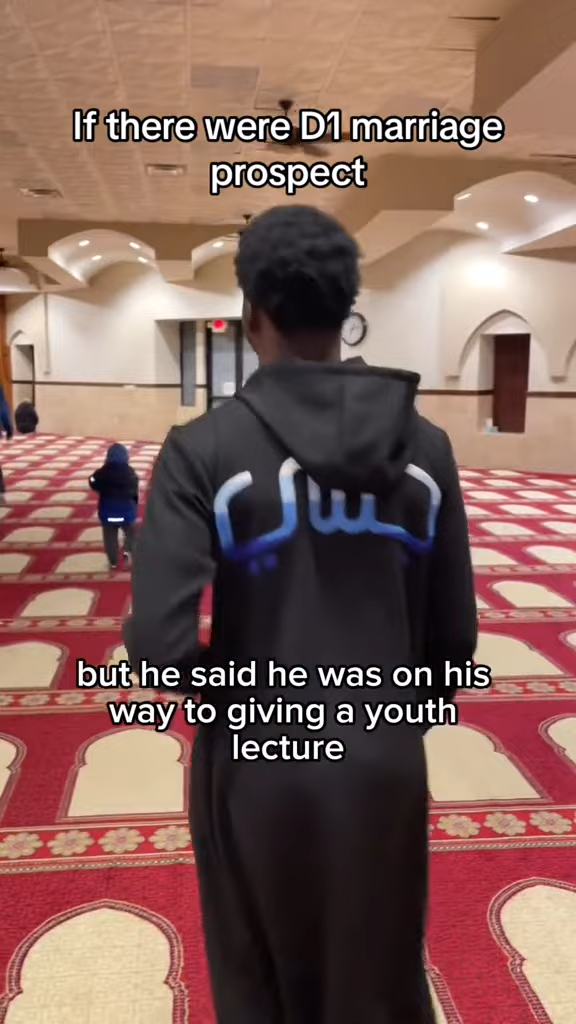 If there were D1 marriage
prospect
but he said he was on his
way to giving a youth
lecture